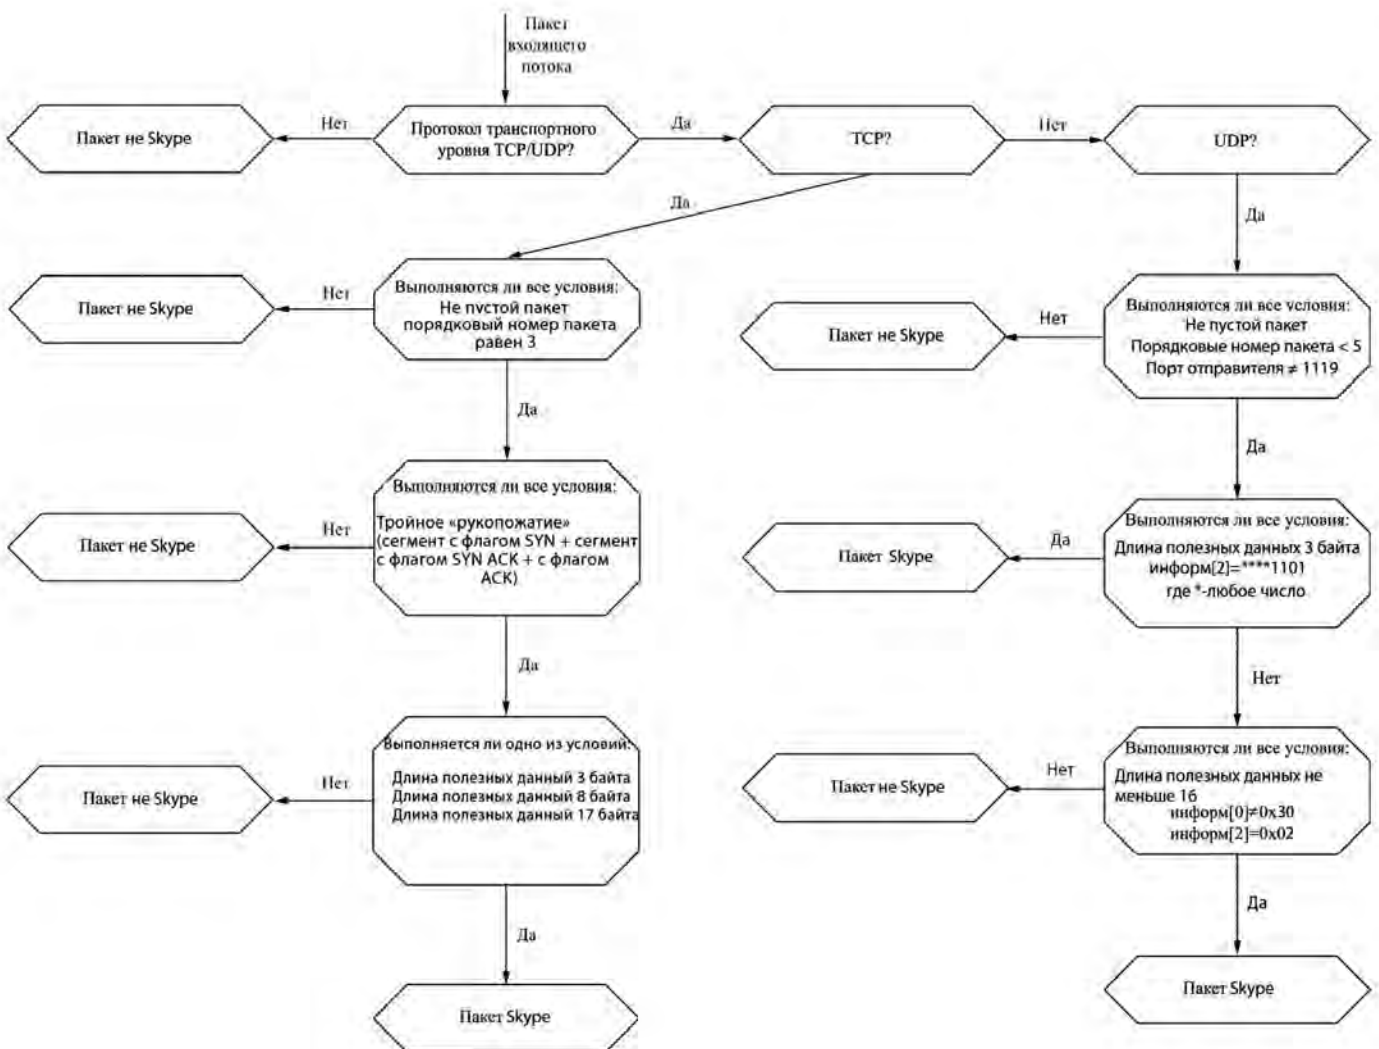 Пакет
входящего
потока
Пакет не Skype
Нет
Протокол транспортного
уровня TCP/UDP?
Да
TCP?
Нет
UDP?
Да
Да
Пакет не Skype
Нет
Выполняются ли все условия:
Не пустой пакет
порядковый номер пакета
равен 3
Пакет не Skype
Нет
Выполняются ли все условия:
Не пустой пакет
Порядковые номер пакета < 5
Порт отправителя ≠ 1119
Да
Да
Пакет не Skype
Нет
Выполняются ли все условия:
Тройное «рукопожатие»
(сегмент с флагом SYN + сегмент
с флагом SYN ACK + с флагом
ACK)
Пакет Skype
Да
Выполняются ли все условия:
Длина полезных данных 3 байта
информ[2]=****1101
где *-любое число
Да
Нет
Пакет не Skype
Нет
Выполняется ли одно из условий:
Длина полезных данный 3 байта
Длина полезных данный 8 байта
Длина полезных данный 17 байта
Пакет не Skype
Нет
Выполняются ли все условия:
Длина полезных данных не
меньше 16
информ[0]≠0x30
информ[2]=0x02
Да
Да
Пакет Skype
Пакет Skype